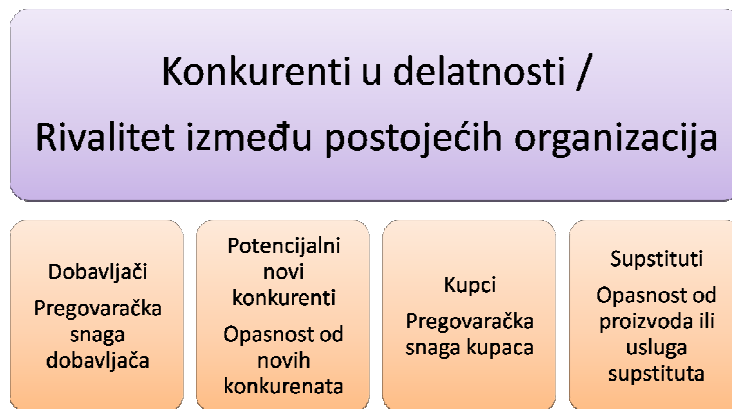 Konkurenti u delatnosti /
Rivalitet između postojećih organizacija
Dobavljači
Pregovaračka
snaga
dobavljača
Potencijalni
novi
konkurenti
Opasnost od
novih
konkurenata
Kupci
Pregovaračka
snaga kupaca
Supstituti
Opasnost od
proizvoda ili
usluga
supstituta